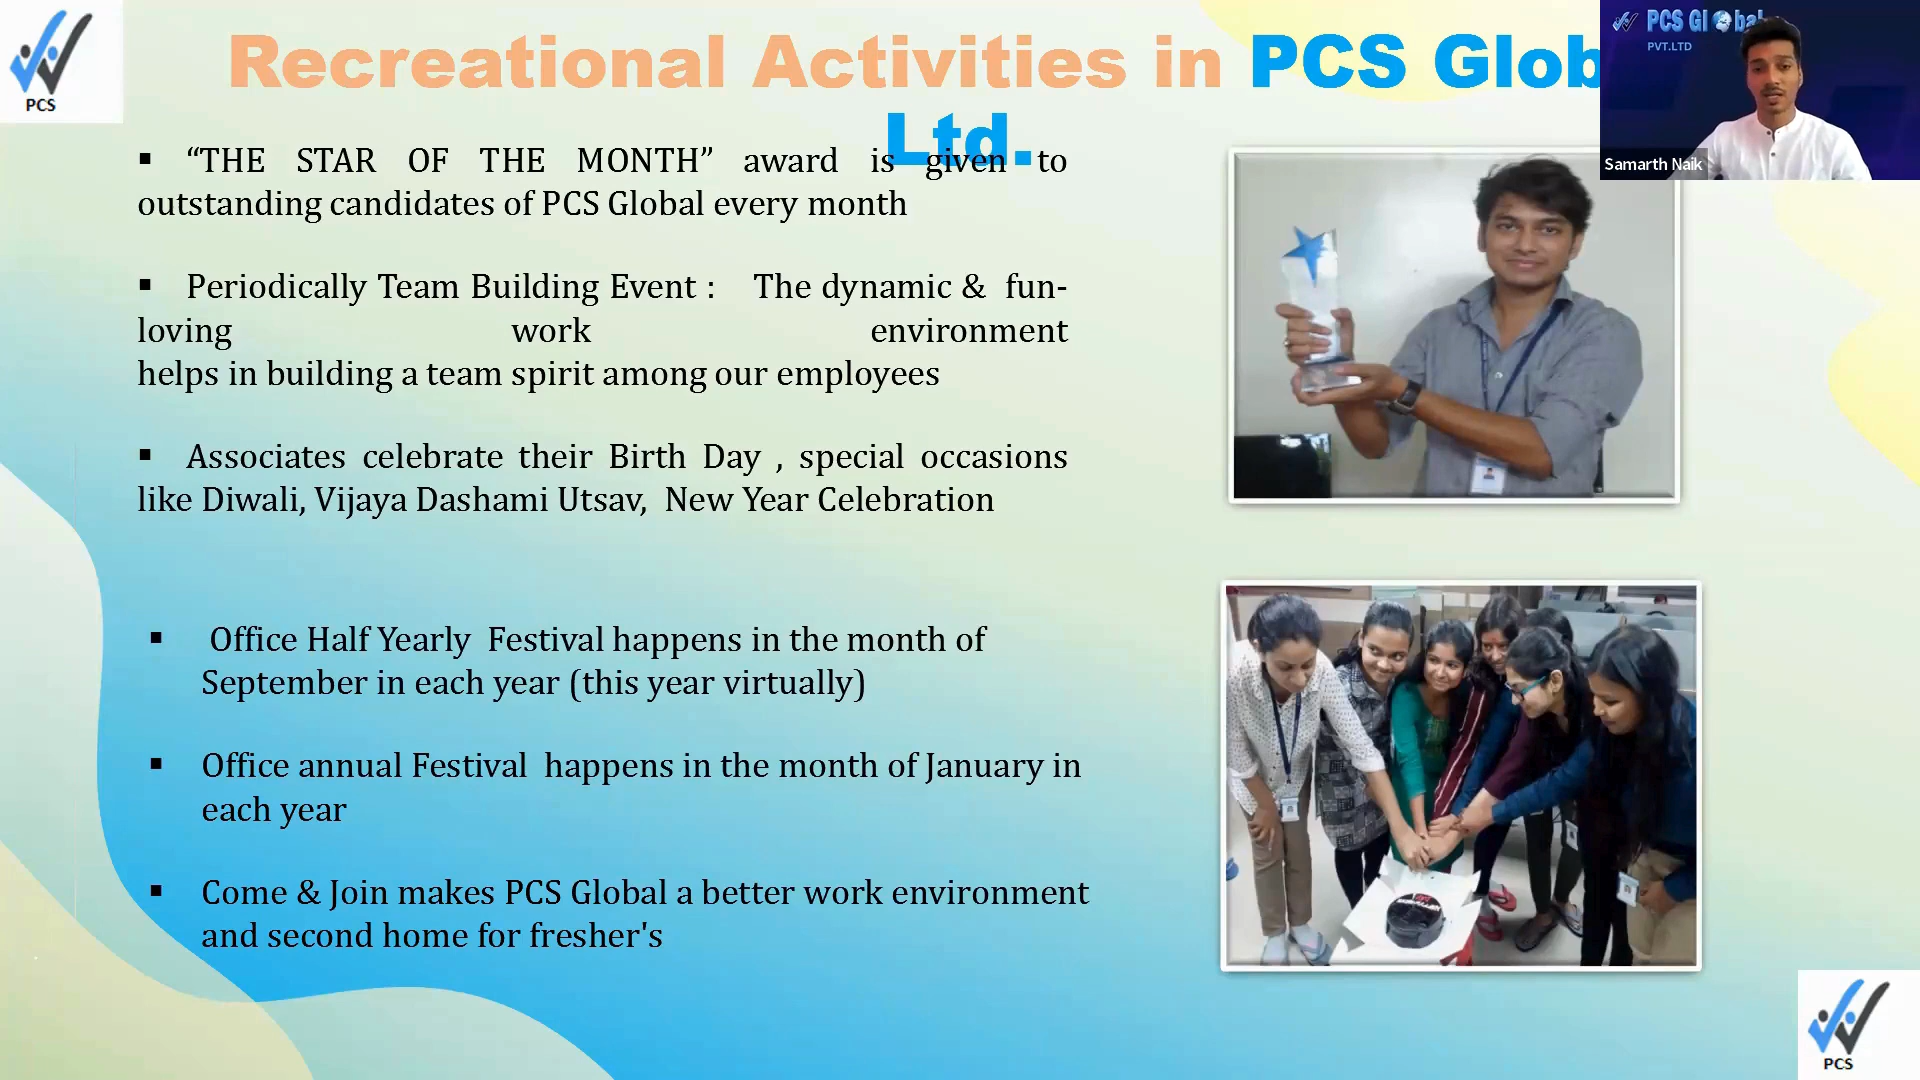 PCS
Recreational Activities in PCS Glob
Ltd.
PCS Gl bal
PVT.LTD
Samarth Naik
▪ “THE STAR OF THE MONTH” award is given to
outstanding candidates of PCS Global every month
▪ Periodically Team Building Event : The dynamic & fun-
loving work environment
helps in building a team spirit among our employees
▪ Associates celebrate their Birth Day , special occasions
like Diwali, Vijaya Dashami Utsav, New Year Celebration
▪ Office Half Yearly Festival happens in the month of
September in each year (this year virtually)
▪ Office annual Festival happens in the month of January in
each year
▪ Come & Join makes PCS Global a better work environment
and second home for fresher's
PCS